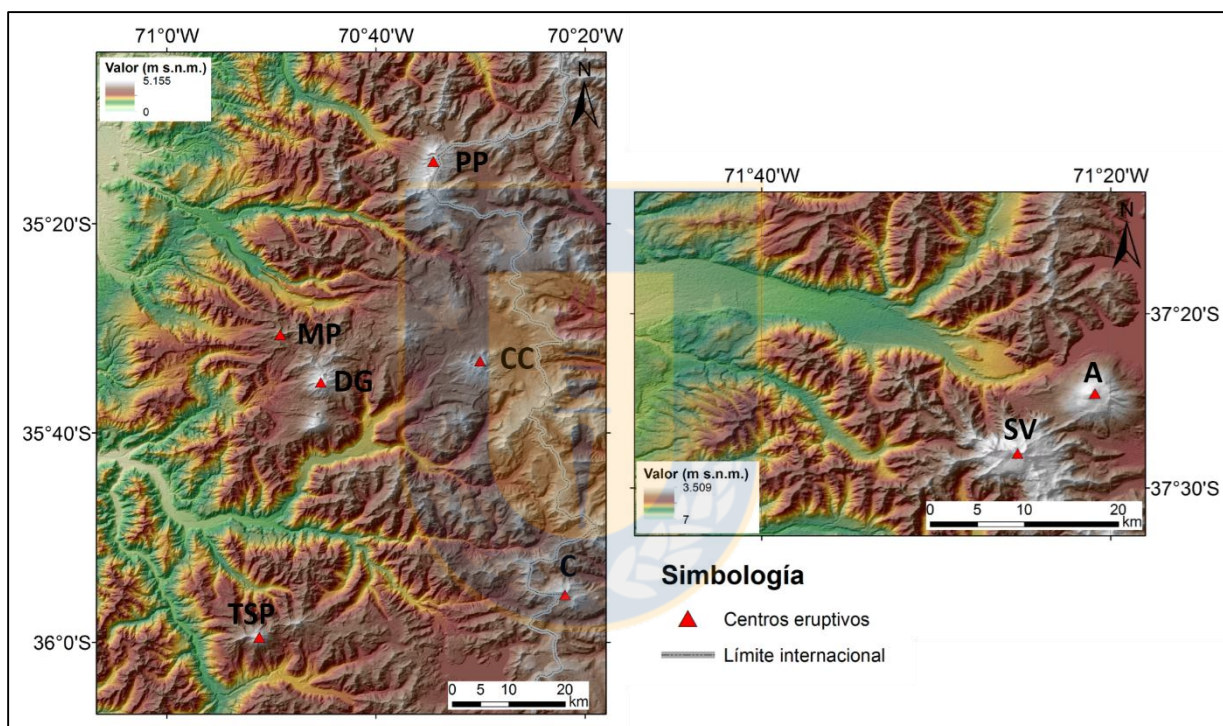 71°0'W 70°40'W 70°20'W
Valor (m s.n.m.)
5.155
0
N
PP
35°20'S
MP
DG
CC
35°40'S
C
TSP
36°0'S
0 5 10 20
km
71°40'W 71°20'W
N
37°20'S
A
SV
Valor (m s.n.m.)
3.509
7
37°30'S
0 5 10 20
km
Simbología
Centros eruptivos
Límite internacional